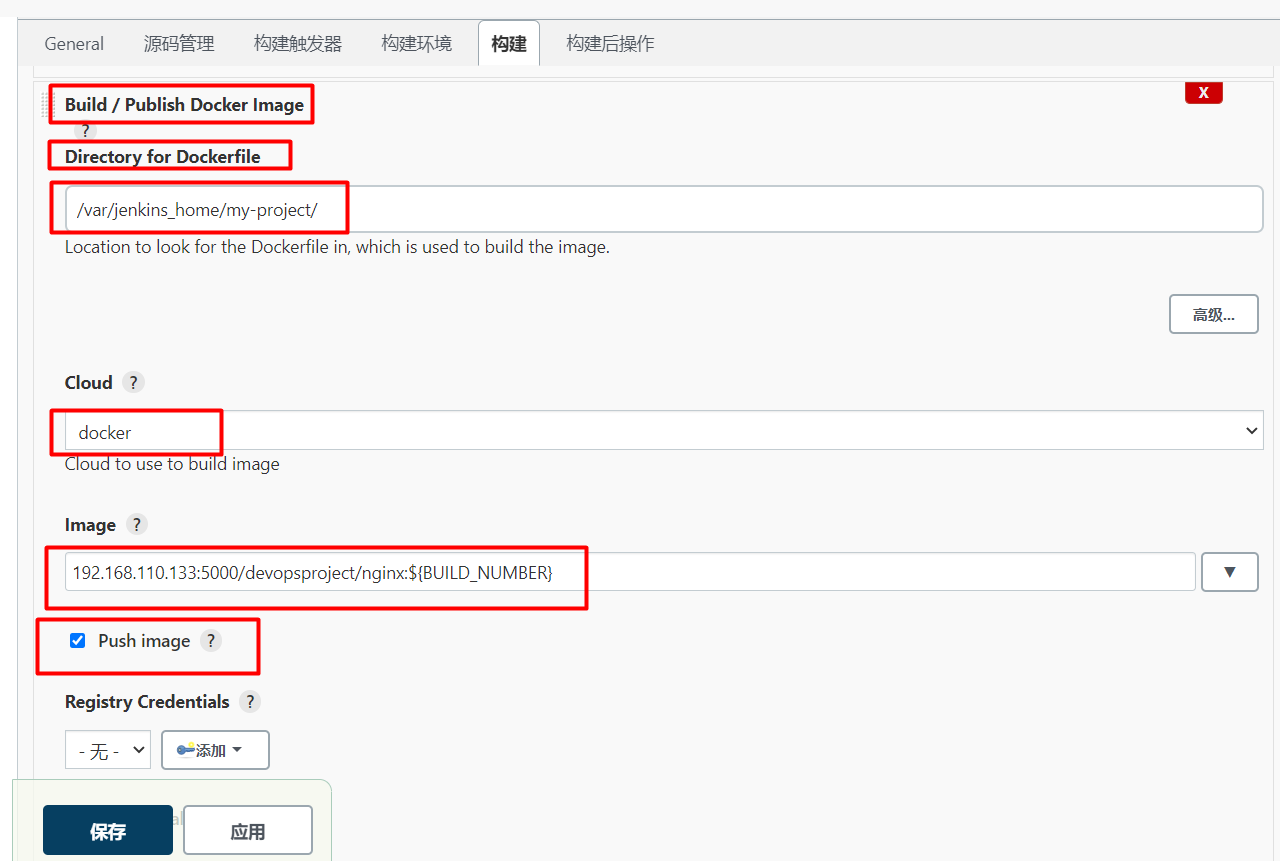 General 源码管理 构建触发器 构建环境 构建 构建后操作
Build / Publish Docker Image
X
?
Directory for Dockerfile
/var/jenkins_home/my-project/
Location to look for the Dockerfile in, which is used to build the image.
高级...
Cloud ?
docker
Cloud to use to build image
Image ?
192.168.110.133:5000/devopsproject/nginx:${BUILD_NUMBER}
▼
Push image ?
Registry Credentials ?
- 无 - 添加
保存 应用